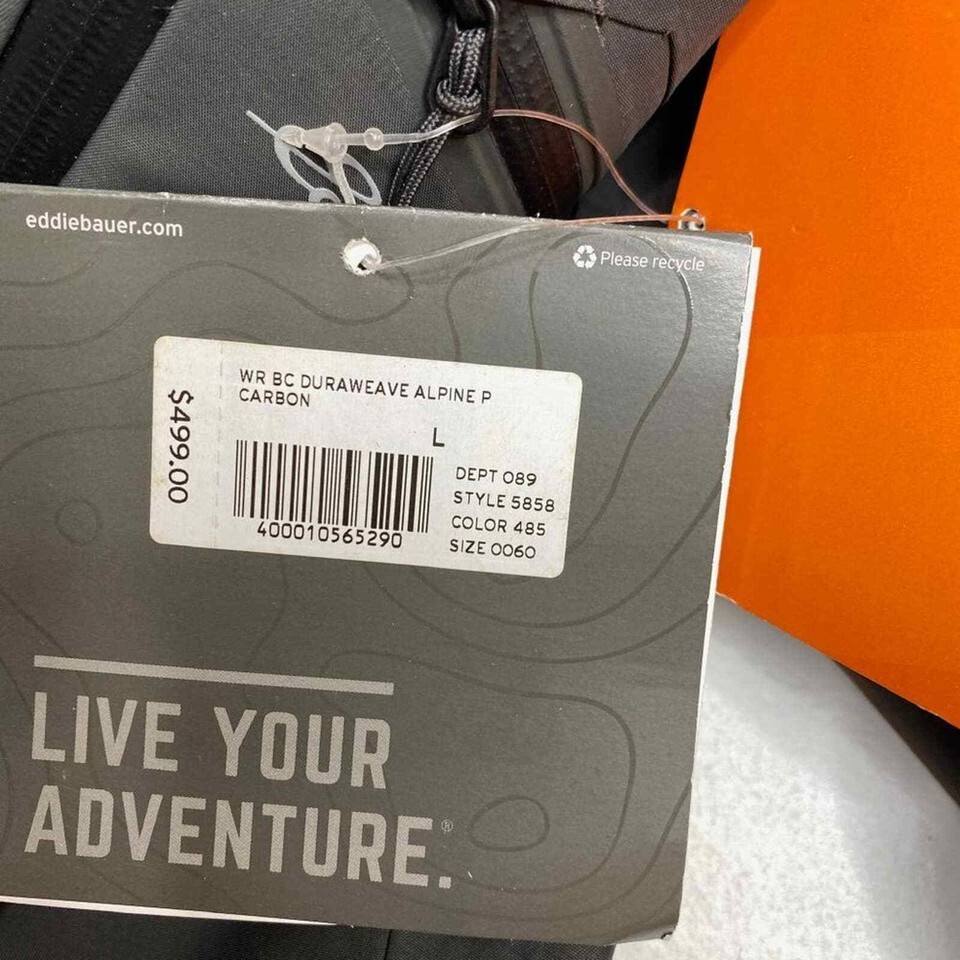 eddiebauer.com
Please recycle
$499.00
WR BC DURAWEAVE ALPINE P
CARBON
L
DEPT 089
STYLE 5858
COLOR 485
SIZE 0060
400010565290
LIVE YOUR
ADVENTURE.®